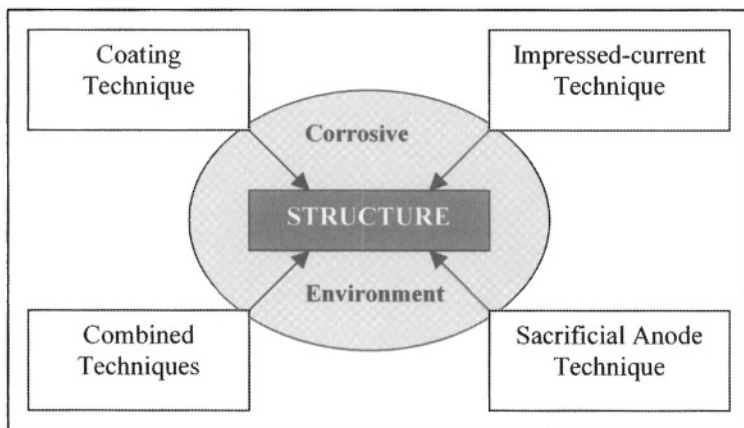 Coating
Technique
Impressed-current
Technique
Corrosive
STRUCTURE
Environment
Combined
Techniques
Sacrificial Anode
Technique